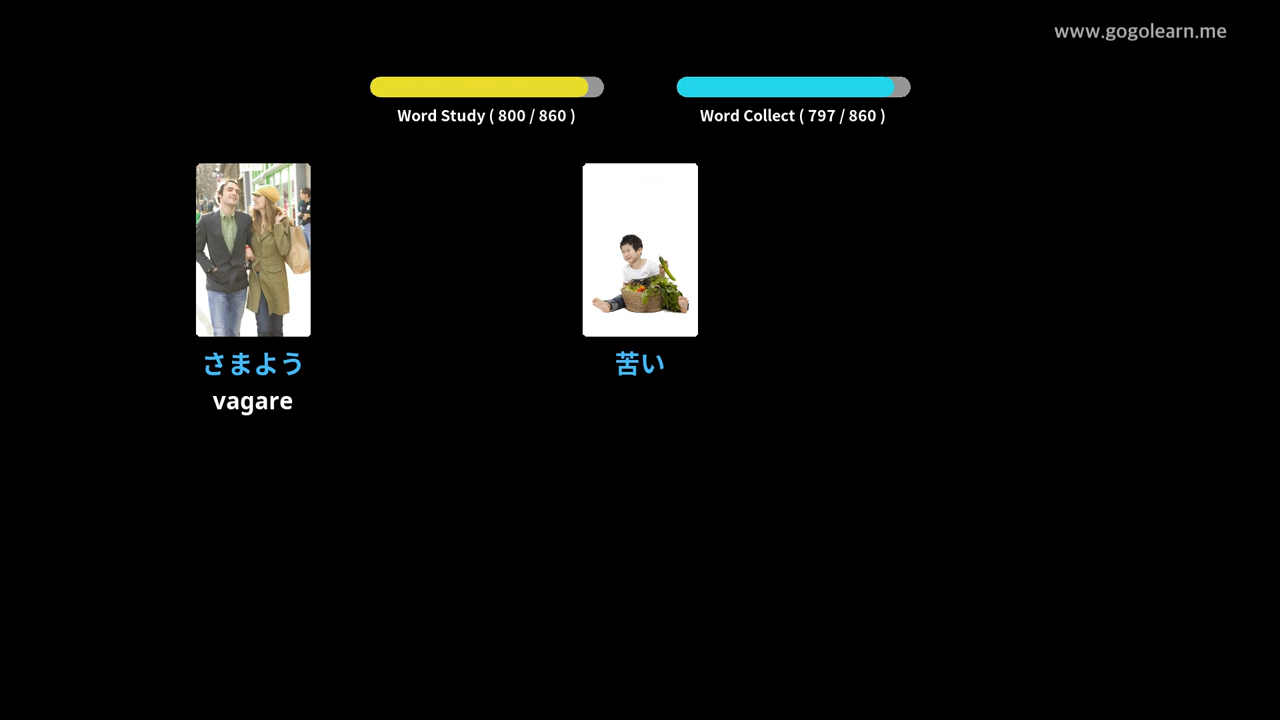 www.gogolearn.me
Word Study ( 800 / 860 )
Word Collect ( 797 / 860 )
さまよう
vagare
苦い